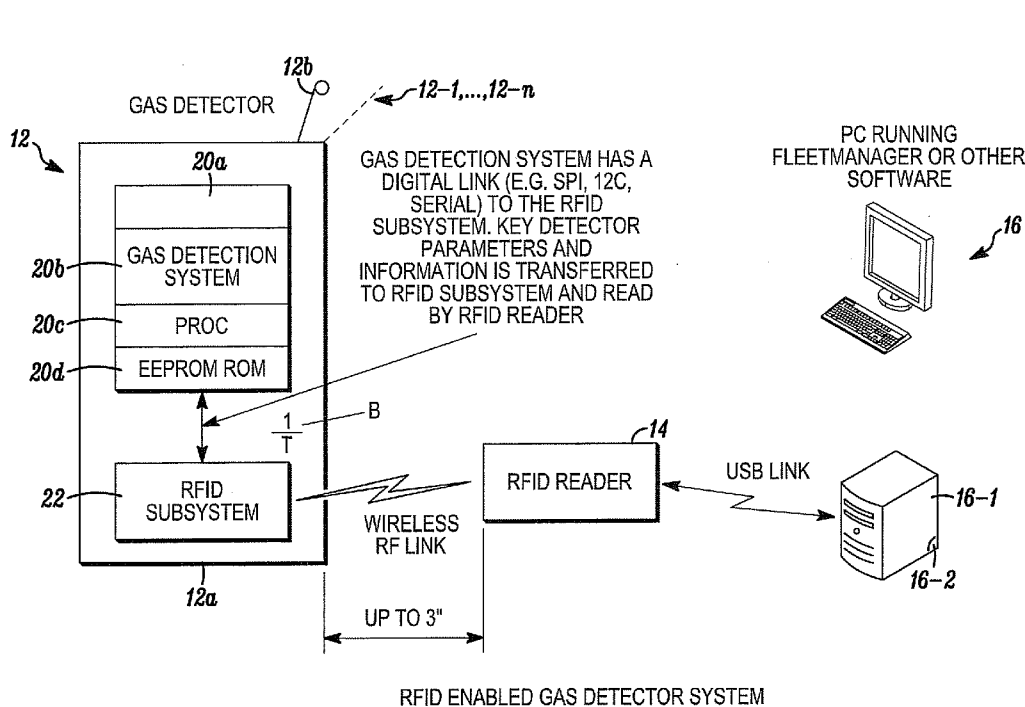 12b
12-1,...,12-n
GAS DETECTOR
12
20a
GAS DETECTION SYSTEM HAS A
DIGITAL LINK (E.G. SPI, 12C,
SERIAL) TO THE RFID
SUBSYSTEM. KEY DETECTOR
PARAMETERS AND
INFORMATION IS TRANSFERRED
TO RFID SUBSYSTEM AND READ
BY RFID READER
PC RUNNING
FLEETMANAGER OR OTHER
SOFTWARE
16
20b
GAS DETECTION
SYSTEM
20c
PROC
20d
EEPROM ROM
1
T
B
22
RFID
SUBSYSTEM
12a
WIRELESS
RF LINK
14
RFID READER
USB LINK
16-1
16-2
UP TO 3"
RFID ENABLED GAS DETECTOR SYSTEM